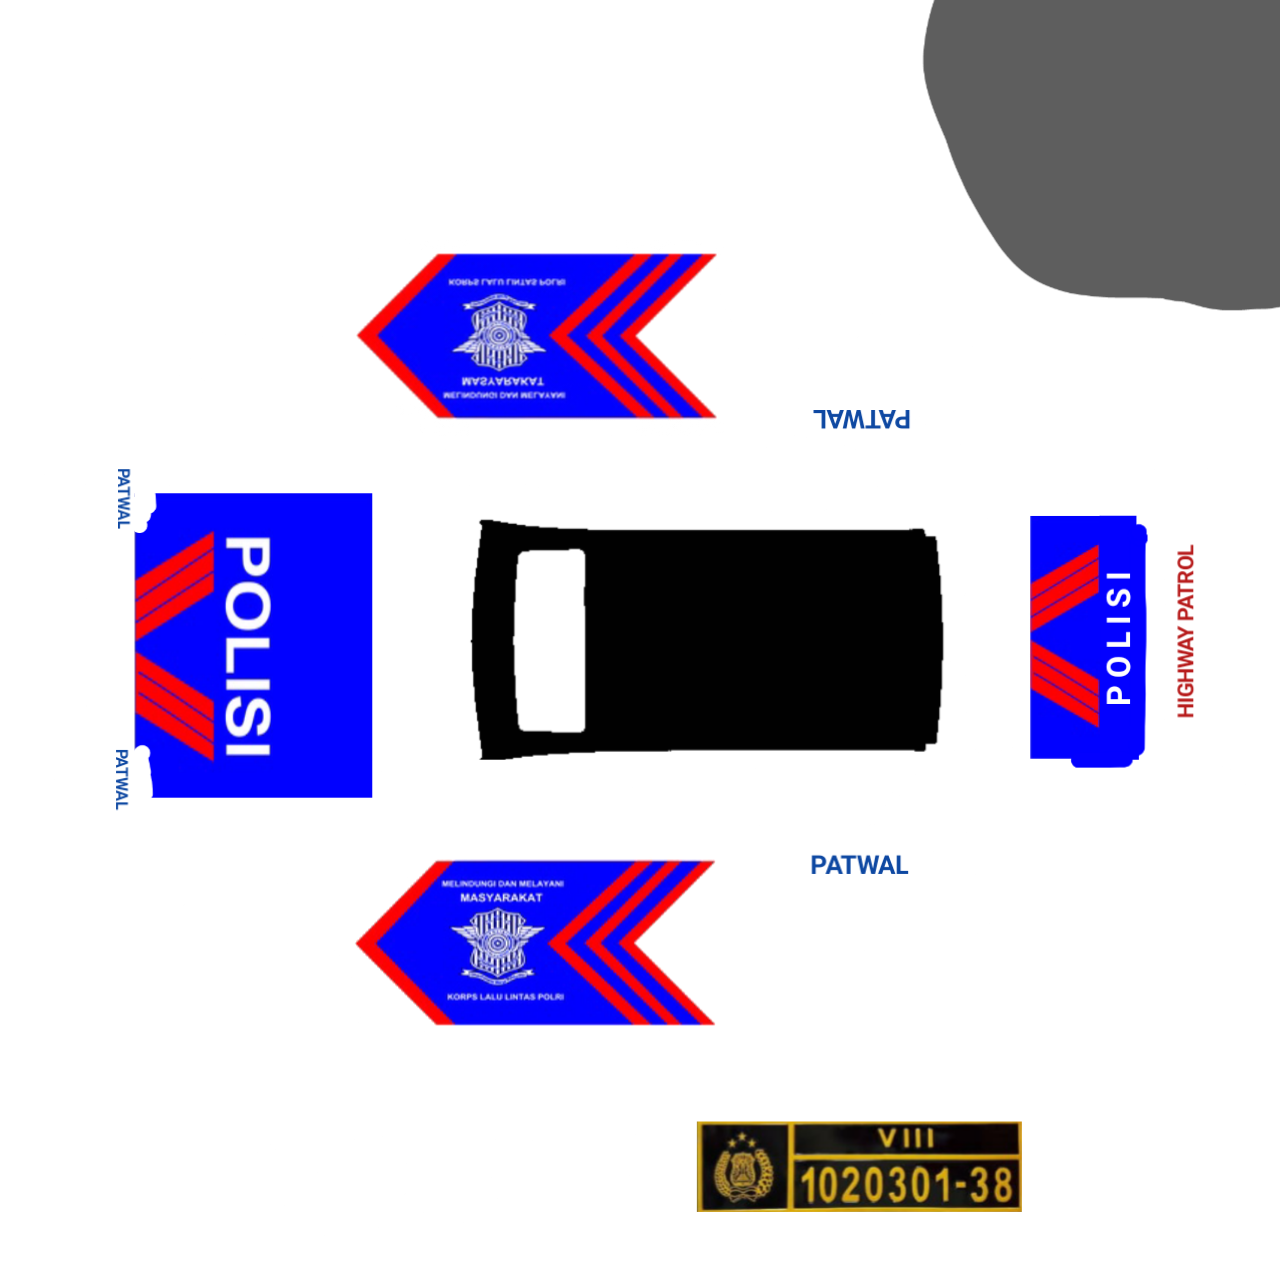 KORPS LALU LINTAS POLRI
MASYARAKAT
MELINDUNGI DAN MELAYANI
PATWAL
PATWAL
POLISI
PATWAL
POLISI
HIGHWAY PATROL
MELINDUNGI DAN MELAYANI
MASYARAKAT
KORPS LALU LINTAS POLRI
PATWAL
VIII
1020301-38